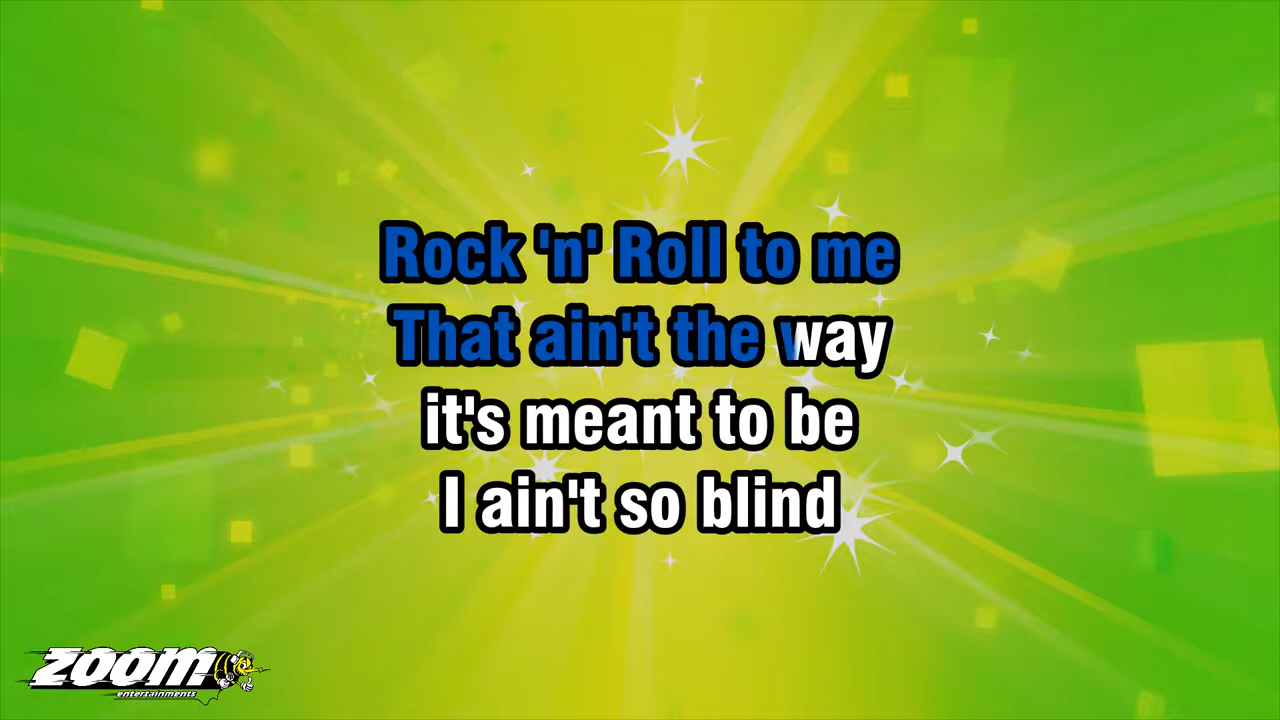 Rock 'n' Roll to me
That ain't the way
it's meant to be
I ain't so blind
zoom
entertainments